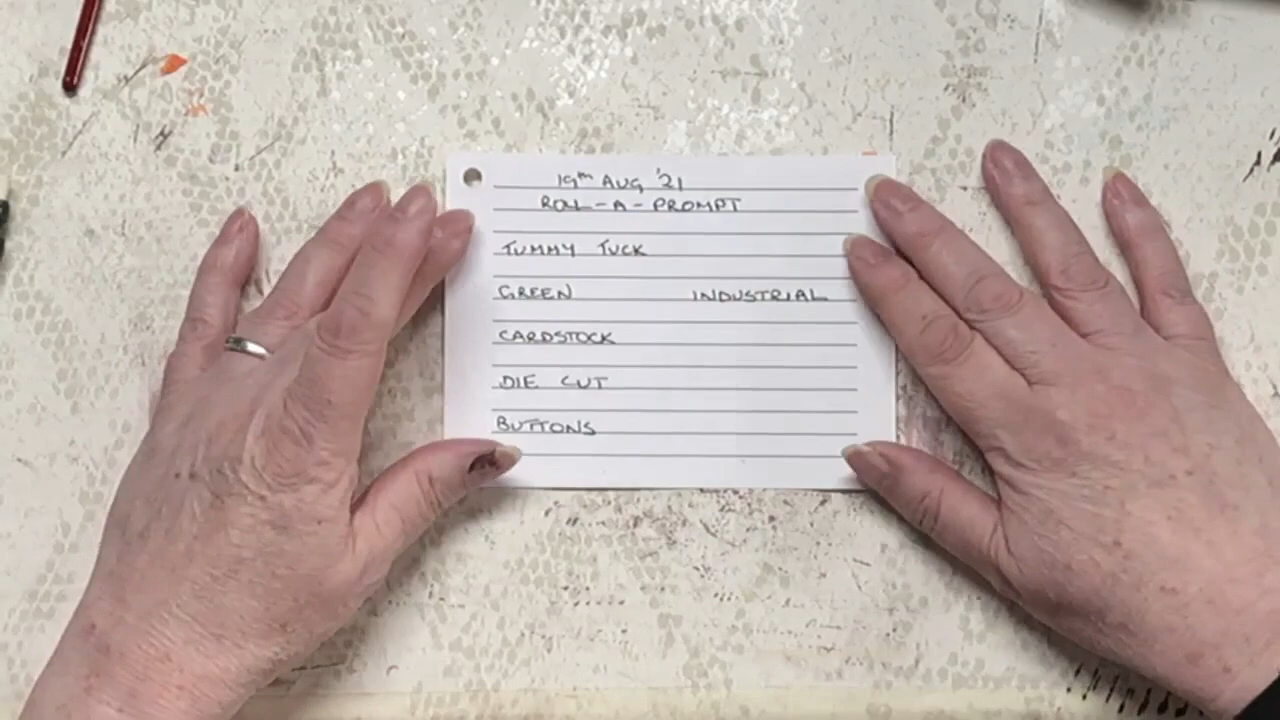 19th AUG '21
ROLL-A-PROMPT
TUMMY TUCK
GREEN INDUSTRIAL
CARDSTOCK
DIE CUT
BUTTONS